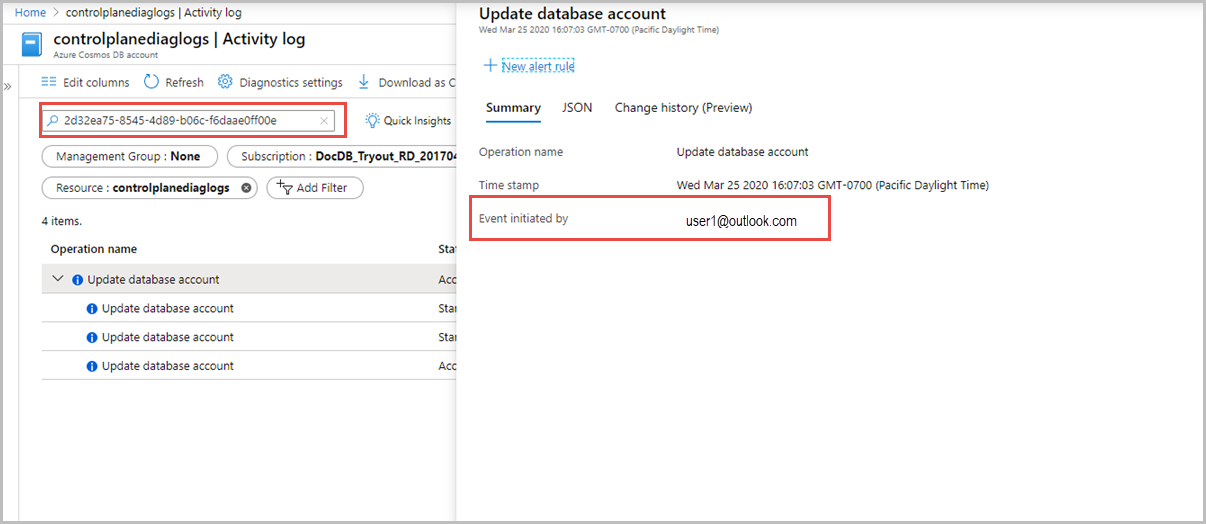 Home > controlplanediaglogs | Activity log
controlplanediaglogs | Activity log
Azure Cosmos DB account
Edit columns Refresh Diagnostics settings Download as C
2d32ea75-8545-4d89-b06c-f6daae0ff00e × Quick Insights
Management Group : None Subscription : DocDB_Tryout_RD_201704
Resource : controlplanediaglogs Add Filter
4 items.
Operation name Sta
Update database account Acc
Update database account Star
Update database account Star
Update database account Acc
Update database account
Wed Mar 25 2020 16:07:03 GMT-0700 (Pacific Daylight Time)
New alert rule
Summary JSON Change history (Preview)
Operation name Update database account
Time stamp Wed Mar 25 2020 16:07:03 GMT-0700 (Pacific Daylight Time)
Event initiated by user1@outlook.com